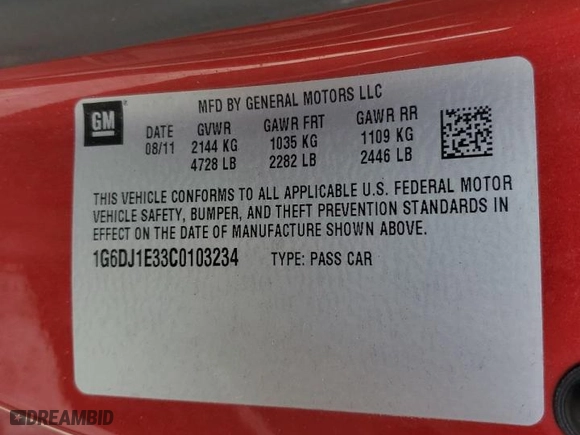 GM
MFD BY GENERAL MOTORS LLC
DATE GVWR GAWR FRT GAWR RR
08/11 2144 KG 1035 KG 1109 KG
4728 LB 2282 LB 2446 LB
THIS VEHICLE CONFORMS TO ALL APPLICABLE U.S. FEDERAL MOTOR
VEHICLE SAFETY, BUMPER, AND THEFT PREVENTION STANDARDS IN
EFFECT ON THE DATE OF MANUFACTURE SHOWN ABOVE.
1G6DJ1E33C0103234 TYPE: PASS CAR
DREAMBID